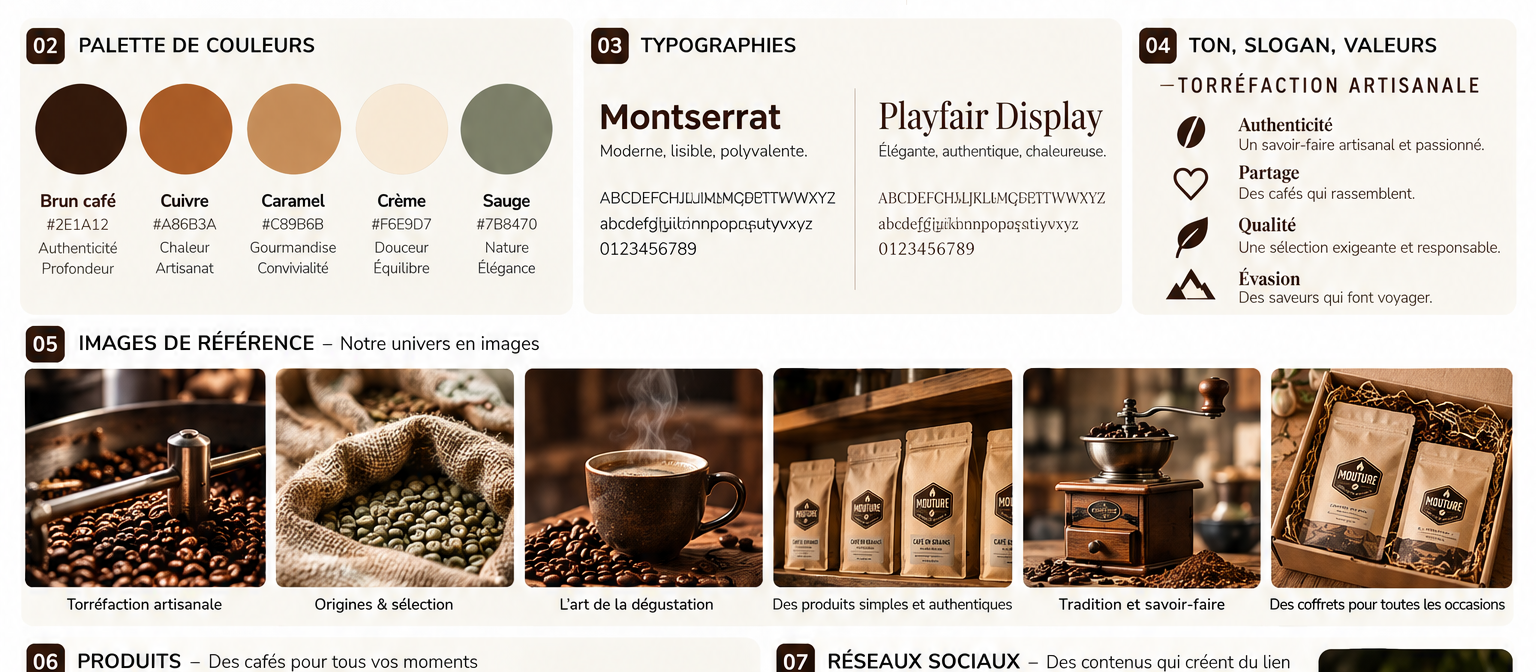 02 PALETTE DE COULEURS
Brun café
#2E1A12
Authenticité
Profondeur
Cuivre
#A86B3A
Chaleur
Artisanat
Caramel
#C89B6B
Gourmandise
Convivialité
Crème
#F6E9D7
Douceur
Équilibre
Sauge
#7B8470
Nature
Élégance
03 TYPOGRAPHIES
Montserrat
Moderne, lisible, polyvalente.
0123456789
Playfair Display
Élégante, authentique, chaleureuse.
0123456789
04 TON, SLOGAN, VALEURS
—TORRÉFACTION ARTISANALE
Authenticité
Un savoir-faire artisanal et passionné.
Partage
Des cafés qui rassemblent.
Qualité
Une sélection exigeante et responsable.
Évasion
Des saveurs qui font voyager.
05 IMAGES DE RÉFÉRENCE – Notre univers en images
MOUTURE
MOUTURE
MOUTURE
CAFÉ EN GRAINS
MOUTURE
MOUTURE
Torréfaction artisanale
Origines & sélection
L'art de la dégustation
Des produits simples et authentiques
Tradition et savoir-faire
Des coffrets pour toutes les occasions
06 PRODUITS – Des cafés pour tous vos moments
07 RÉSEAUX SOCIAUX – Des contenus qui créent du lien